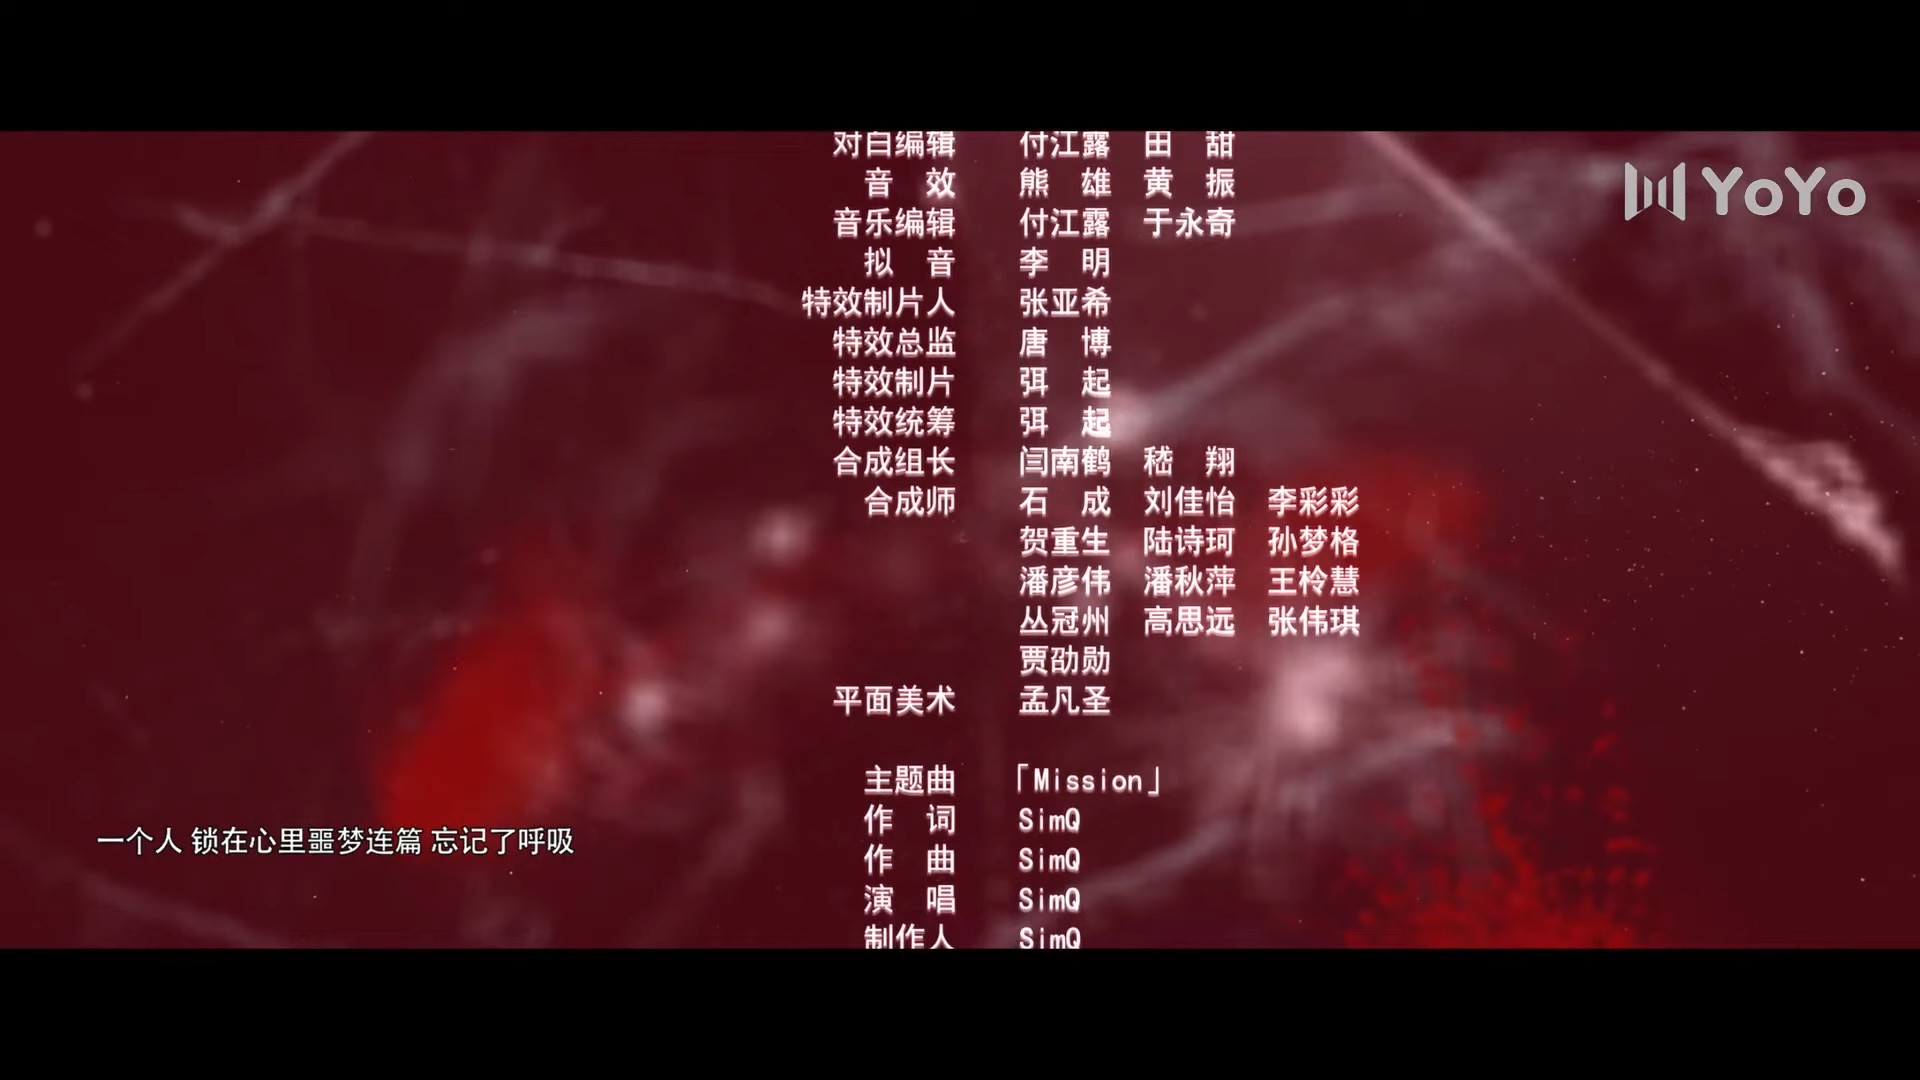 对白编辑 付江露 田 甜
YoYo
音 效 熊 雄 黄 振
音乐编辑 付江露 于永奇
拟 音 李 明
特效制片人 张亚希
特效总监 唐 博
特效制片 弭 起
特效统筹 弭 起
合成组长 闫南鹤 嵇 翔
合成师 石 成 刘佳怡 李彩彩
贺重生 陆诗珂 孙梦格
潘彦伟 潘秋萍 王柃慧
丛冠州 高思远 张伟琪
贾劭勋
平面美术 孟凡圣
主题曲 「Mission」
作 词 SimQ
一个人 锁在心里噩梦连篇 忘记了呼吸
作 曲 SimQ
演 唱 SimQ
制作人 SimQ